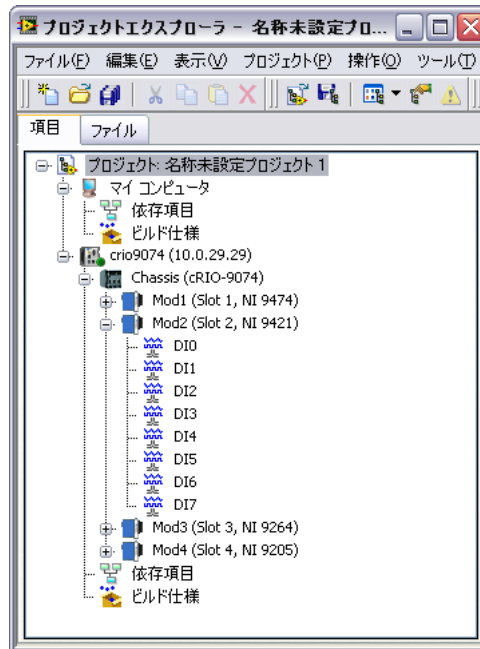 プロジェクトエクスプローラ - 名称未設定プロ...
ファイル(F) 編集(E) 表示(V) プロジェクト(P) 操作(O) ツール(T)
項目 ファイル
プロジェクト: 名称未設定プロジェクト 1
マイ コンピュータ
依存項目
ビルド仕様
crio9074 (10.0.29.29)
Chassis (cRIO-9074)
Mod1 (Slot 1, NI 9474)
Mod2 (Slot 2, NI 9421)
DI0
DI1
DI2
DI3
DI4
DI5
DI6
DI7
Mod3 (Slot 3, NI 9264)
Mod4 (Slot 4, NI 9205)
依存項目
ビルド仕様